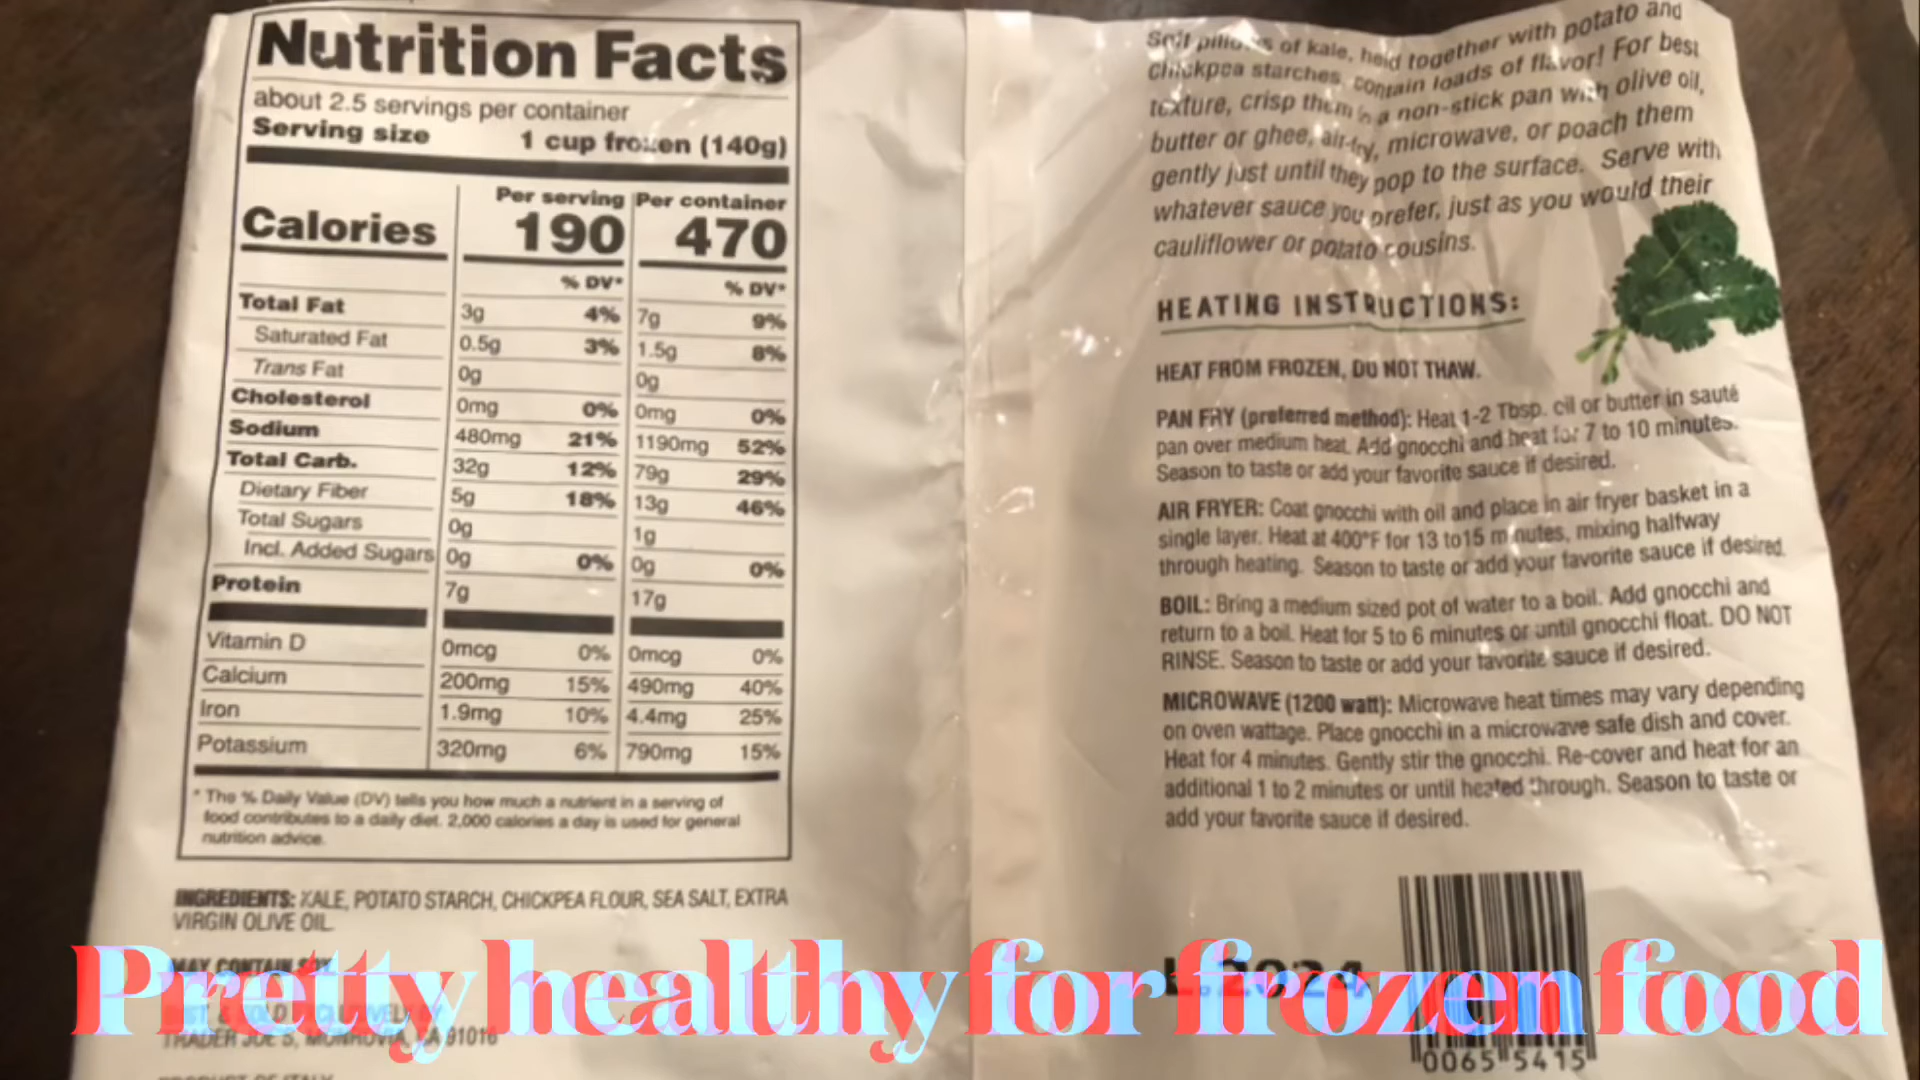 Nutrition Facts
about 2.5 servings per container
Serving size 1 cup frozen (140g)
Per serving Per container
Calories 190 470
% DV* % DV*
Total Fat 3g 4% 7g 9%
Saturated Fat 0.5g 3% 1.5g 8%
Trans Fat 0g 0g
Cholesterol 0mg 0% 0mg 0%
Sodium 480mg 21% 1190mg 52%
Total Carb. 32g 12% 79g 29%
Dietary Fiber 5g 18% 13g 46%
Total Sugars 0g 1g
Incl. Added Sugars 0g 0% 0g 0%
Protein 7g 17g
Vitamin D 0mcg 0% 0mcg 0%
Calcium 200mg 15% 490mg 40%
Iron 1.9mg 10% 4.4mg 25%
Potassium 320mg 6% 790mg 15%
* The % Daily Value (DV) tells you how much a nutrient in a serving of
food contributes to a daily diet. 2,000 calories a day is used for general
nutrition advice.
INGREDIENTS: KALE, POTATO STARCH, CHICKPEA FLOUR, SEA SALT, EXTRA
VIRGIN OLIVE OIL.
MAY CONTAIN SOY.
TRADER JOE'S, MONROVIA, CA 91016
PRODUCT OF ITALY
Soft pillows of kale, held together with potato and
chickpea starches, contain loads of flavor! For best
texture, crisp them in a non-stick pan with olive oil,
butter or ghee, air-fry, microwave, or poach them
gently just until they pop to the surface. Serve with
whatever sauce you prefer, just as you would their
cauliflower or potato cousins.
HEATING INSTRUCTIONS:
HEAT FROM FROZEN, DO NOT THAW.
PAN FRY (preferred method): Heat 1-2 Tbsp. oil or butter in sauté
pan over medium heat. Add gnocchi and heat for 7 to 10 minutes.
Season to taste or add your favorite sauce if desired.
AIR FRYER: Coat gnocchi with oil and place in air fryer basket in a
single layer. Heat at 400°F for 13 to15 minutes, mixing halfway
through heating. Season to taste or add your favorite sauce if desired.
BOIL: Bring a medium sized pot of water to a boil. Add gnocchi and
return to a boil. Heat for 5 to 6 minutes or until gnocchi float. DO NOT
RINSE. Season to taste or add your favorite sauce if desired.
MICROWAVE (1200 watt): Microwave heat times may vary depending
on oven wattage. Place gnocchi in a microwave safe dish and cover.
Heat for 4 minutes. Gently stir the gnocchi. Re-cover and heat for an
additional 1 to 2 minutes or until heated through. Season to taste or
add your favorite sauce if desired.
0065 5415
Pretty healthy for frozen food